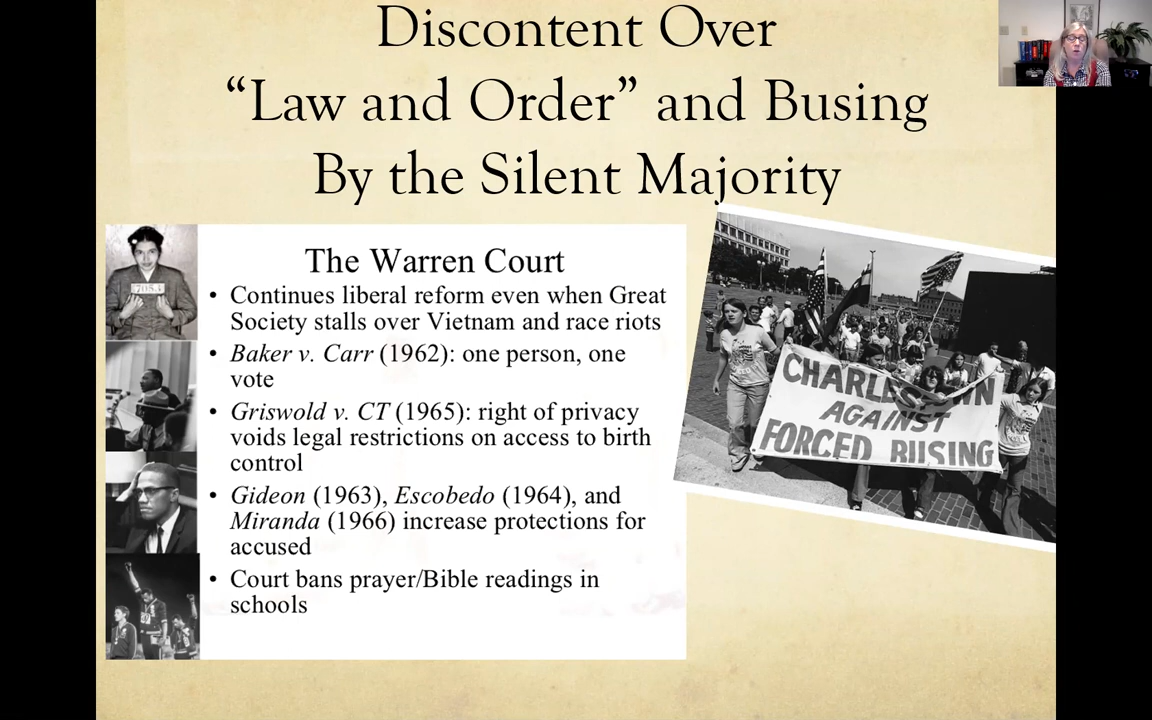 Discontent Over
“Law and Order” and Busing
By the Silent Majority
The Warren Court
• Continues liberal reform even when Great
Society stalls over Vietnam and race riots
• Baker v. Carr (1962): one person, one
vote
• Griswold v. CT (1965): right of privacy
voids legal restrictions on access to birth
control
• Gideon (1963), Escobedo (1964), and
Miranda (1966) increase protections for
accused
• Court bans prayer/Bible readings in
schools
7053
CHARLESTOWN
AGAINST
FORCED BUSING